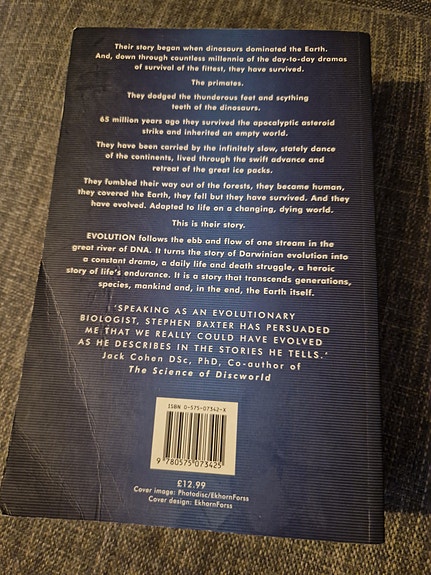 Their story began when dinosaurs dominated the Earth.
And, down through countless millennia of the day-to-day dramas
of survival of the fittest, they have survived.
The primates.
They dodged the thunderous feet and scything
teeth of the dinosaurs.
65 million years ago they survived the apocalyptic asteroid
strike and inherited an empty world.
They have been carried by the infinitely slow, stately dance
of the continents, lived through the swift advance and
retreat of the great ice packs.
They fumbled their way out of the forests, they became human,
they covered the Earth, they fell but they have survived. And they
have evolved. Adapted to life on a changing, dying world.
This is their story.
EVOLUTION follows the ebb and flow of one stream in the
great river of DNA. It turns the story of Darwinian evolution into
a constant drama, a daily life and death struggle, a heroic
story of life's endurance. It is a story that transcends generations,
species, mankind and, in the end, the Earth itself.
'SPEAKING AS AN EVOLUTIONARY
BIOLOGIST, STEPHEN BAXTER HAS PERSUADED
ME THAT WE REALLY COULD HAVE EVOLVED
AS HE DESCRIBES IN THE STORIES HE TELLS.'
Jack Cohen DSc, PhD, Co-author of
The Science of Discworld
ISBN 0-575-07342-X
9 780575 073425
£12.99
Cover image: Photodisc/EkhornForss
Cover design: EkhornForss